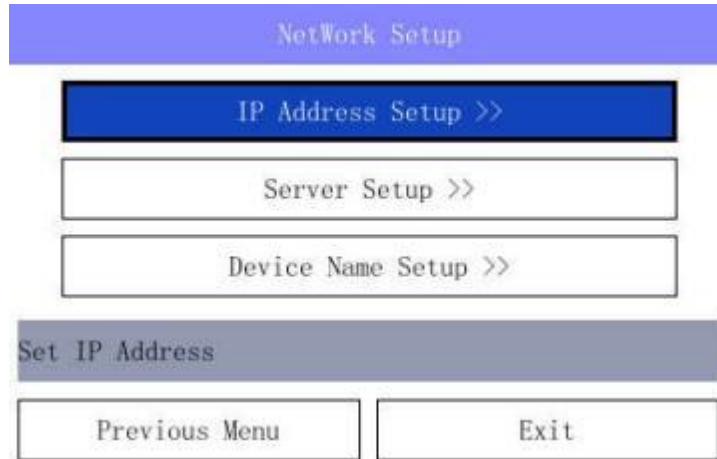 NetWork Setup
IP Address Setup >>
Server Setup >>
Device Name Setup >>
Set IP Address
Previous Menu
Exit